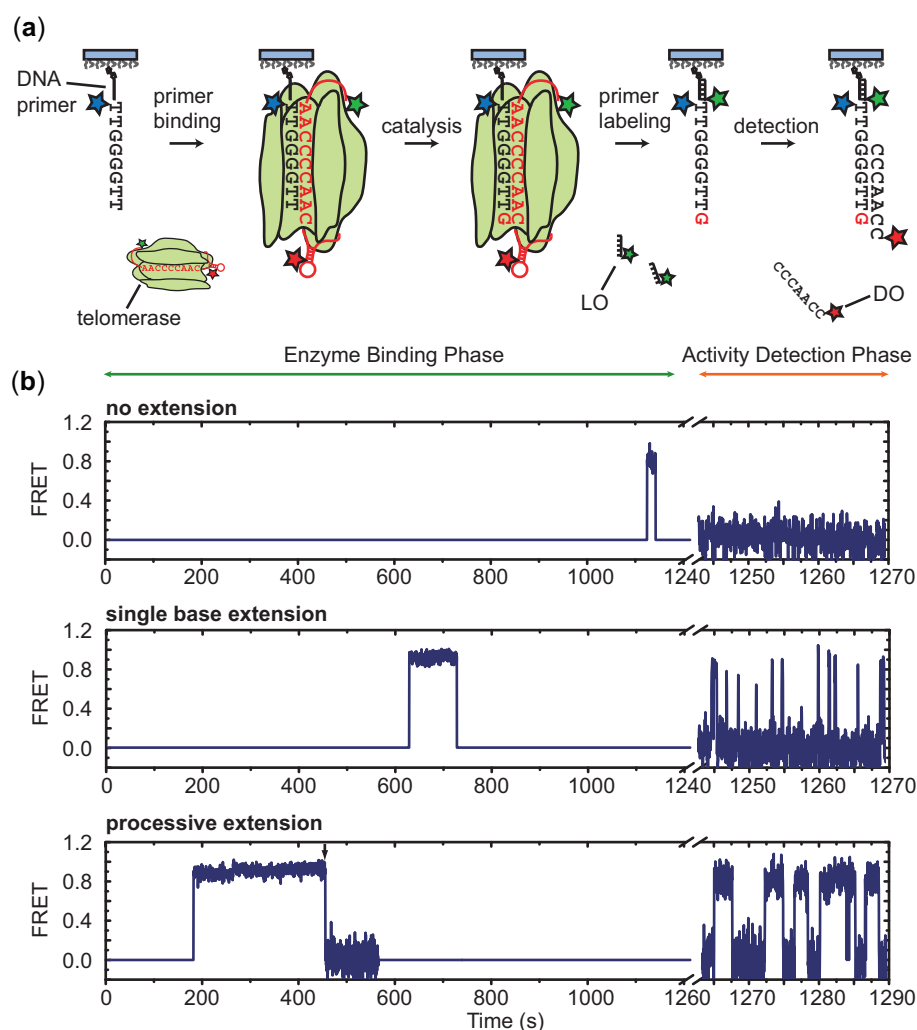 (a)
DNA
primer
TTGGGGTT
primer
binding
telomerase
AACCCCAAC
TTGGGGTT
AACCCCAAC
catalysis
TTGGGGTTG
AACCCCAAC
primer
labeling
TTGGGGTTG
LO
detection
TTGGGGTTG
CCCAACC
CCCAACC
DO
Enzyme Binding Phase
Activity Detection Phase
(b)
no extension
FRET
1.2
0.8
0.4
0.0
0 200 400 600 800 1000 1240 1250 1260 1270
single base extension
FRET
1.2
0.8
0.4
0.0
0 200 400 600 800 1000 1240 1250 1260 1270
processive extension
FRET
1.2
0.8
0.4
0.0
0 200 400 600 800 1000 1260 1270 1280 1290
Time (s)